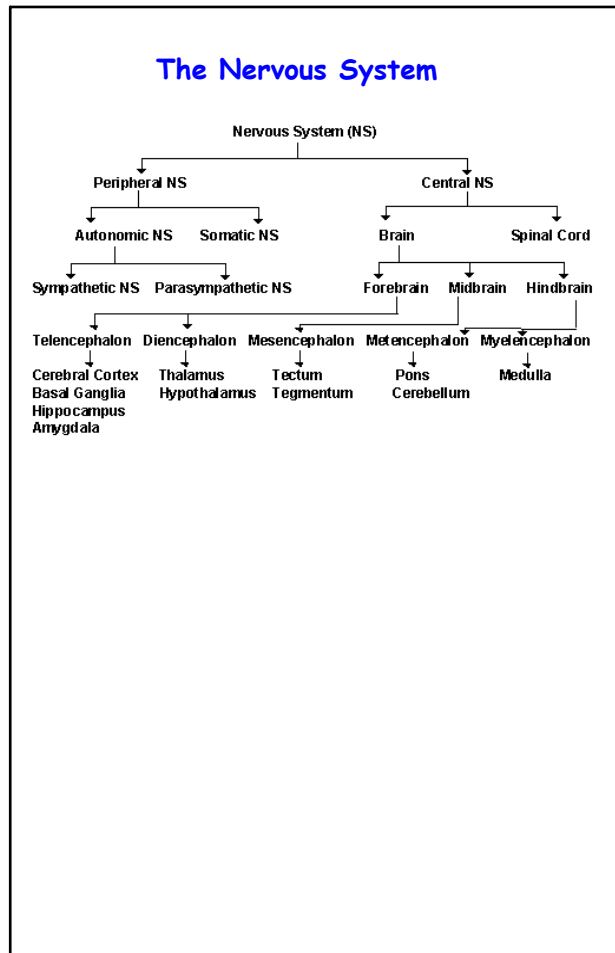 The Nervous System
Nervous System (NS)
Peripheral NS Central NS
Autonomic NS Somatic NS Brain Spinal Cord
Sympathetic NS Parasympathetic NS Forebrain Midbrain Hindbrain
Telencephalon Diencephalon Mesencephalon Metencephalon Myelencephalon
Cerebral Cortex Thalamus Tectum Pons Medulla
Basal Ganglia Hypothalamus Tegmentum Cerebellum
Hippocampus
Amygdala